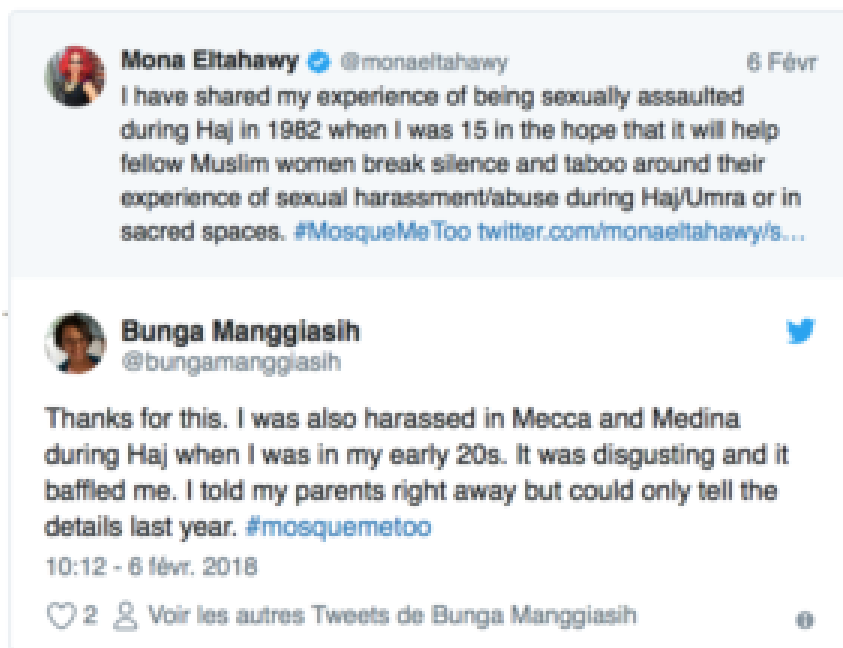 Mona Eltahawy @monaeltahawy 6 Févr
I have shared my experience of being sexually assaulted
during Haj in 1982 when I was 15 in the hope that it will help
fellow Muslim women break silence and taboo around their
experience of sexual harassment/abuse during Haj/Umra or in
sacred spaces. #MosqueMeToo twitter.com/monaeltahawy/s...
Bunga Manggiasih
@bungamanggiasih
Thanks for this. I was also harassed in Mecca and Medina
during Haj when I was in my early 20s. It was disgusting and it
baffled me. I told my parents right away but could only tell the
details last year. #mosquemetoo
10:12 - 6 févr. 2018
2 Voir les autres Tweets de Bunga Manggiasih